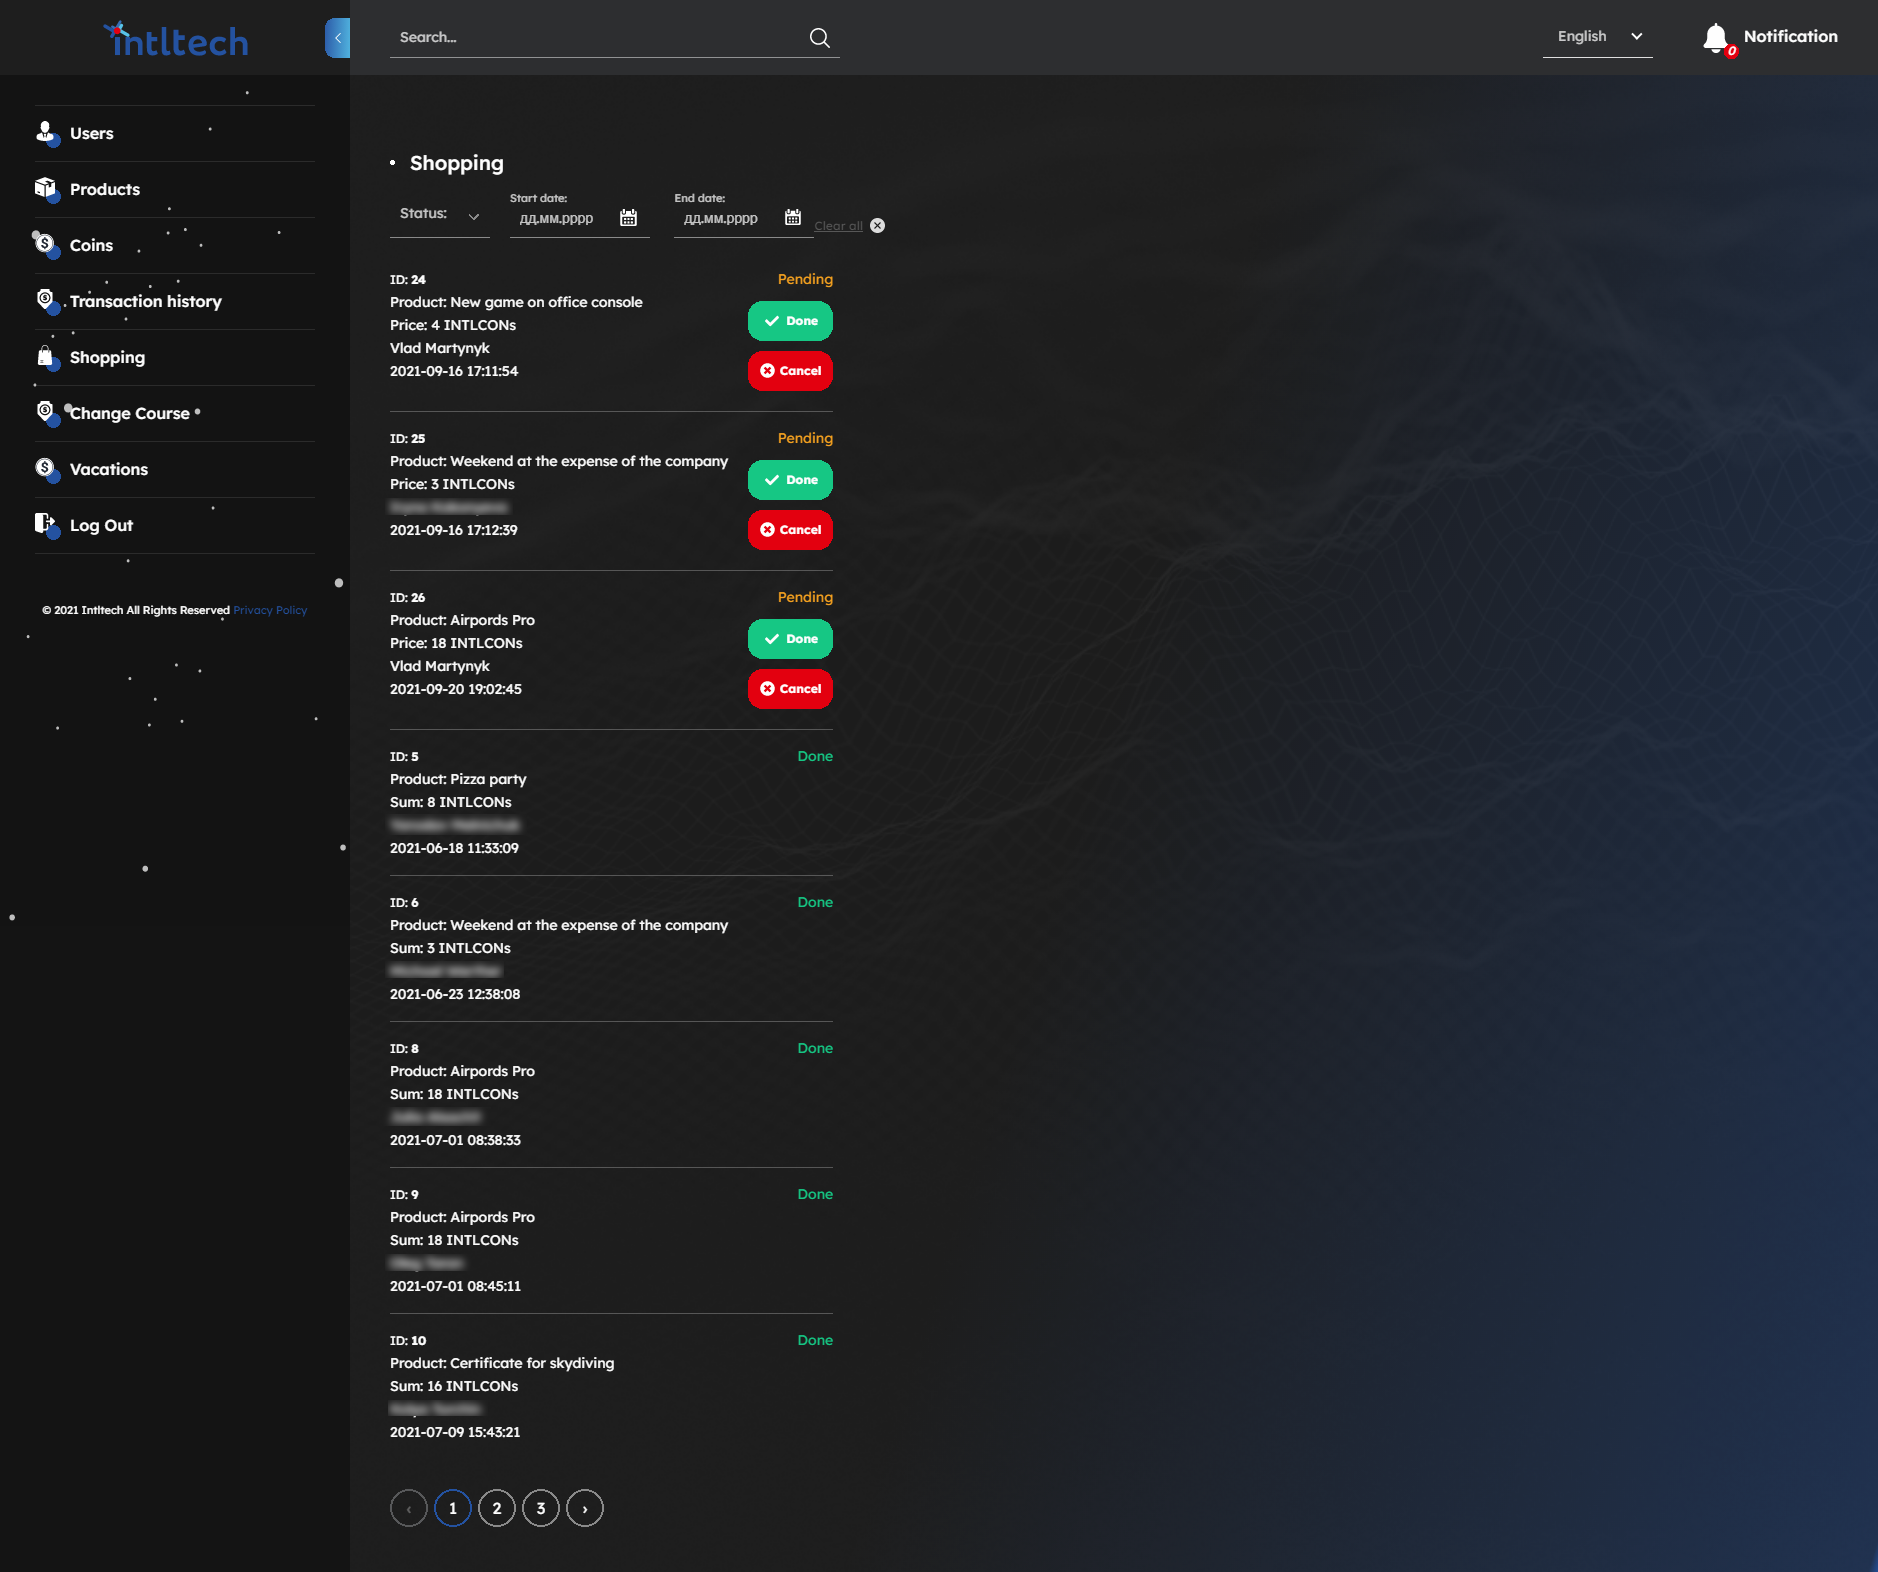 intltech
Search...
English
0
Notification
Users
Products
Coins
Transaction history
Shopping
Change Course
Vacations
Log Out
© 2021 Intltech All Rights Reserved Privacy Policy
Shopping
Status:
Start date:
дд.мм.рррр
End date:
дд.мм.рррр
Clear all
ID: 24
Pending
Product: New game on office console
Price: 4 INTLCONs
Vlad Martynyk
2021-09-16 17:11:54
Done
Cancel
ID: 25
Pending
Product: Weekend at the expense of the company
Price: 3 INTLCONs
2021-09-16 17:12:39
Done
Cancel
ID: 26
Pending
Product: Airpords Pro
Price: 18 INTLCONs
Vlad Martynyk
2021-09-20 19:02:45
Done
Cancel
ID: 5
Done
Product: Pizza party
Sum: 8 INTLCONs
2021-06-18 11:33:09
ID: 6
Done
Product: Weekend at the expense of the company
Sum: 3 INTLCONs
2021-06-23 12:38:08
ID: 8
Done
Product: Airpords Pro
Sum: 18 INTLCONs
2021-07-01 08:38:33
ID: 9
Done
Product: Airpords Pro
Sum: 18 INTLCONs
2021-07-01 08:45:11
ID: 10
Done
Product: Certificate for skydiving
Sum: 16 INTLCONs
2021-07-09 15:43:21
‹ 1 2 3 ›